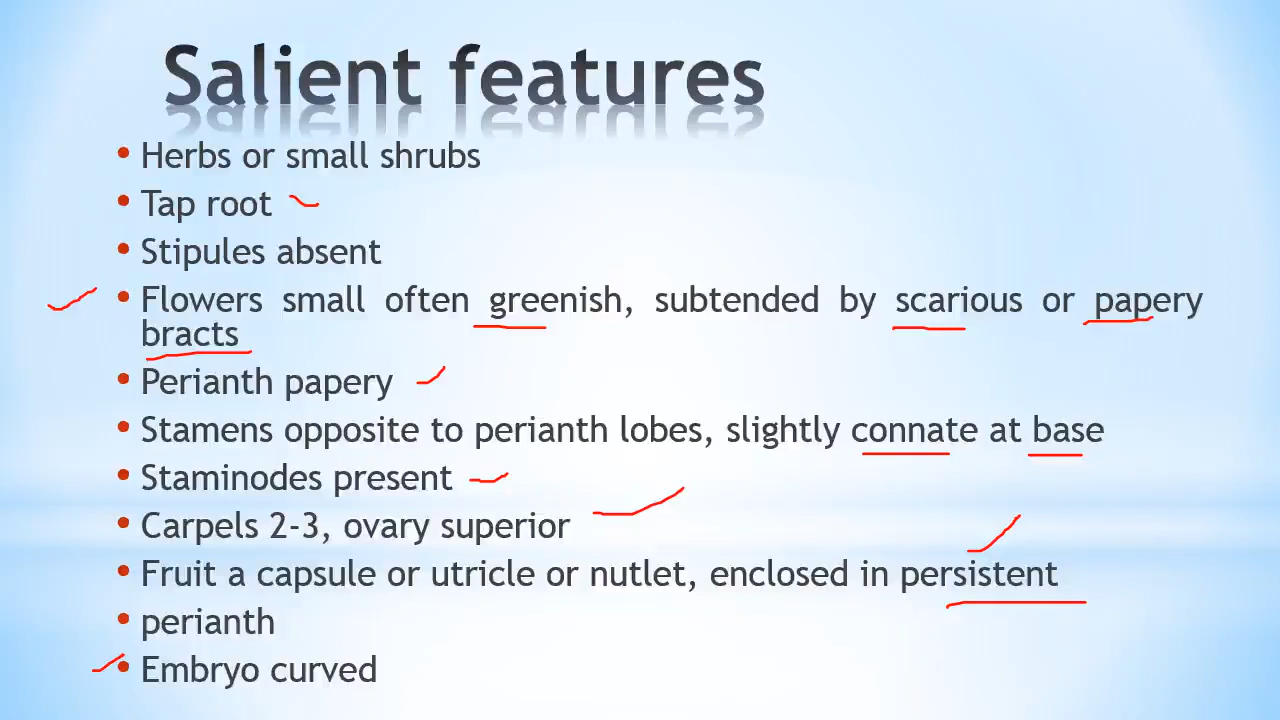 Salient features
• Herbs or small shrubs
• Tap root
• Stipules absent
• Flowers small often greenish, subtended by scarious or papery
bracts
• Perianth papery
• Stamens opposite to perianth lobes, slightly connate at base
• Staminodes present
• Carpels 2-3, ovary superior
• Fruit a capsule or utricle or nutlet, enclosed in persistent
• perianth
• Embryo curved